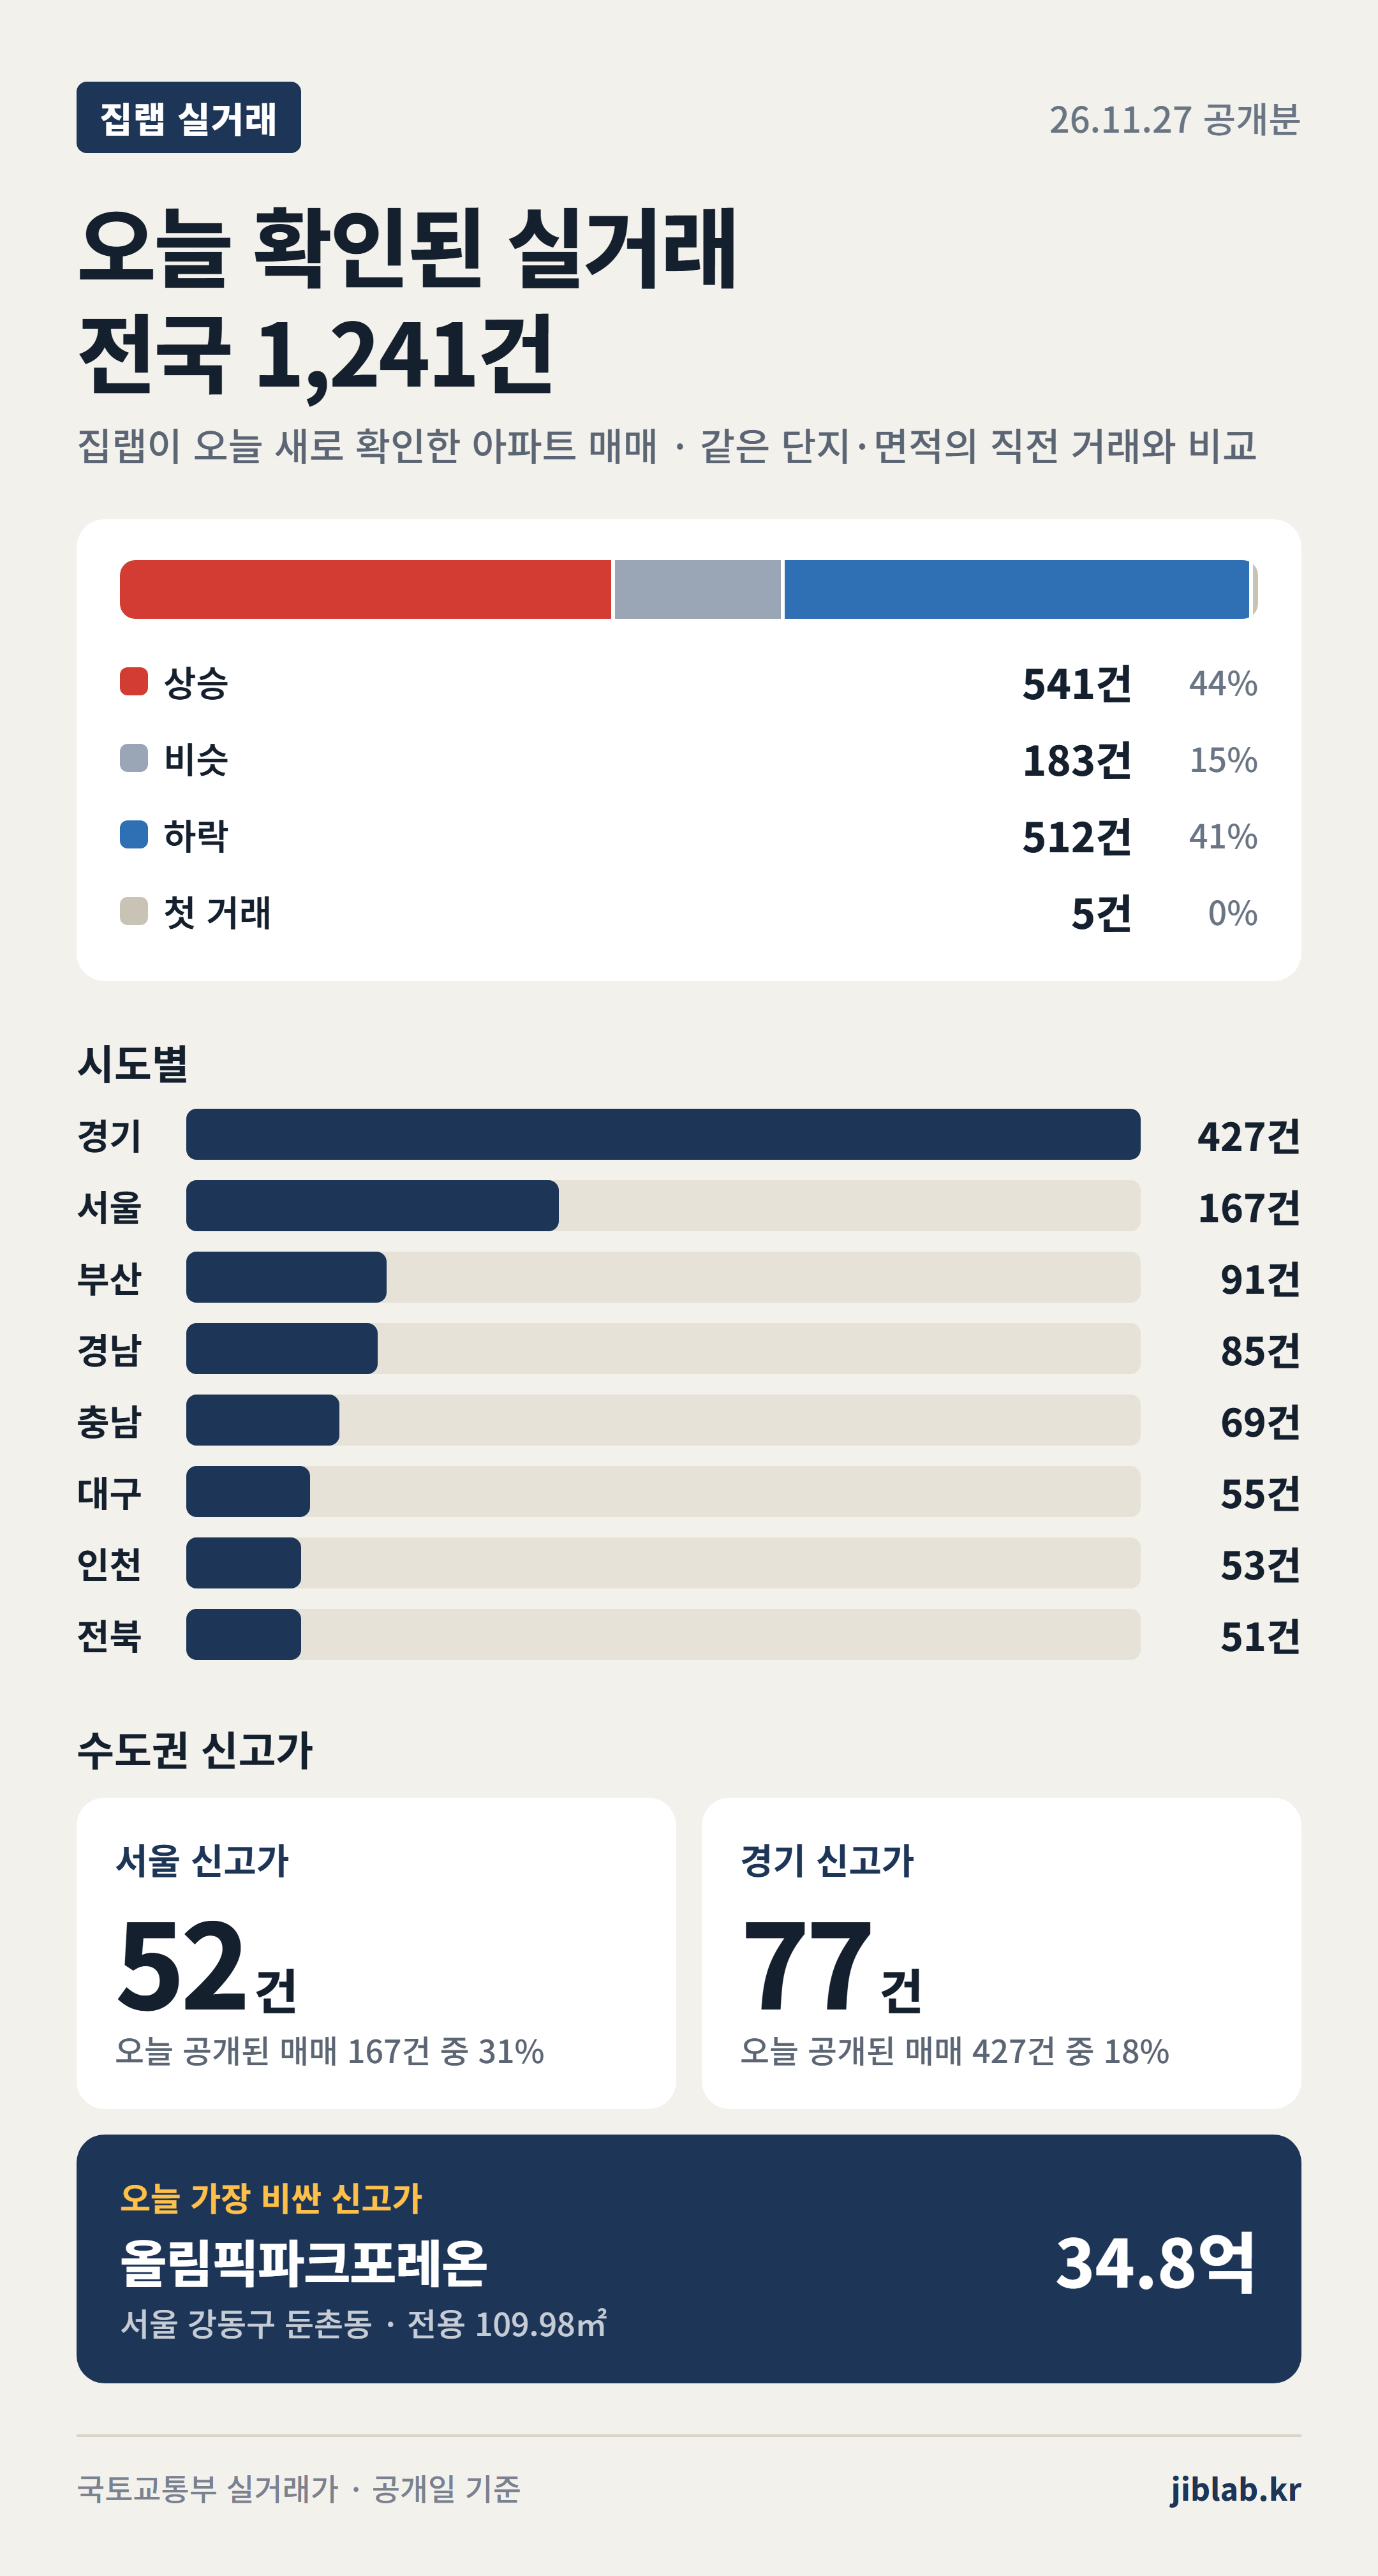 집랩 실거래
26.11.27 공개분
오늘 확인된 실거래
전국 1,241건
집랩이 오늘 새로 확인한 아파트 매매 · 같은 단지·면적의 직전 거래와 비교
상승 541건 44%
비슷 183건 15%
하락 512건 41%
첫 거래 5건 0%
시도별
경기 427건
서울 167건
부산 91건
경남 85건
충남 69건
대구 55건
인천 53건
전북 51건
수도권 신고가
서울 신고가
52건
오늘 공개된 매매 167건 중 31%
경기 신고가
77건
오늘 공개된 매매 427건 중 18%
오늘 가장 비싼 신고가
올림픽파크포레온
34.8억
서울 강동구 둔촌동 · 전용 109.98㎡
국토교통부 실거래가 · 공개일 기준
jiblab.kr